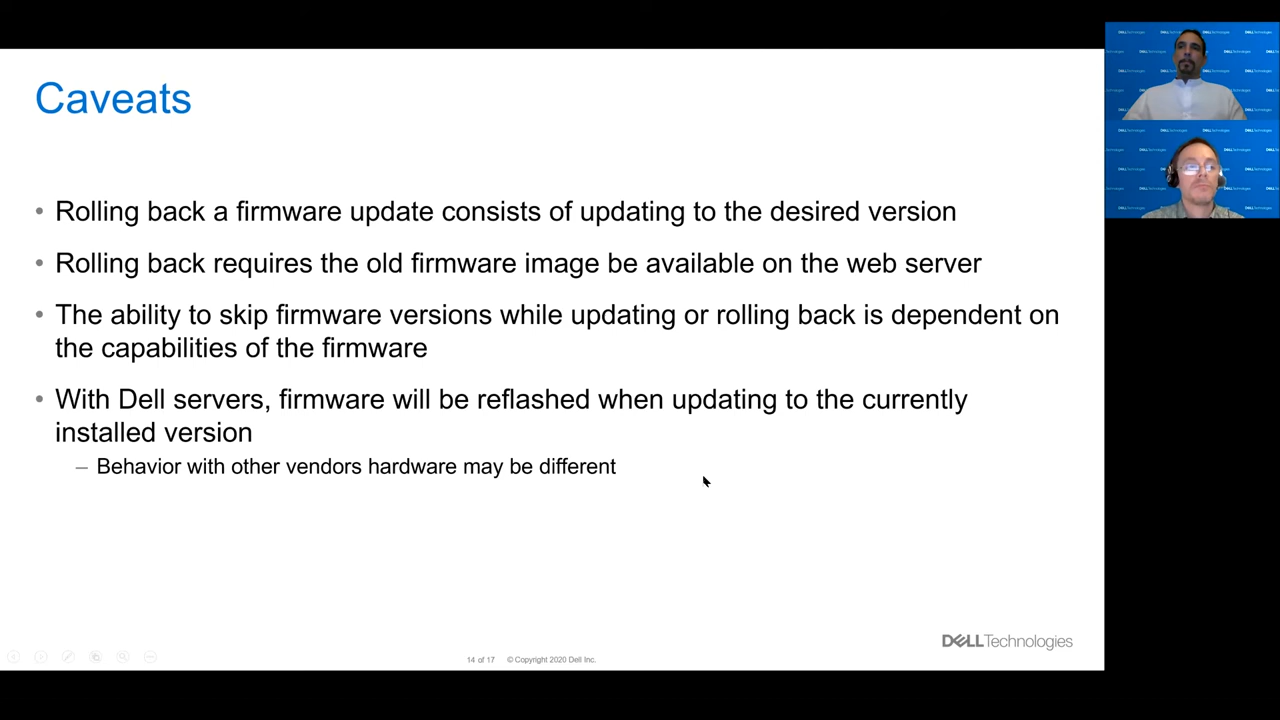 Caveats
• Rolling back a firmware update consists of updating to the desired version
• Rolling back requires the old firmware image be available on the web server
• The ability to skip firmware versions while updating or rolling back is dependent on
the capabilities of the firmware
• With Dell servers, firmware will be reflashed when updating to the currently
installed version
– Behavior with other vendors hardware may be different
14 of 17 © Copyright 2020 Dell Inc.
DELL Technologies